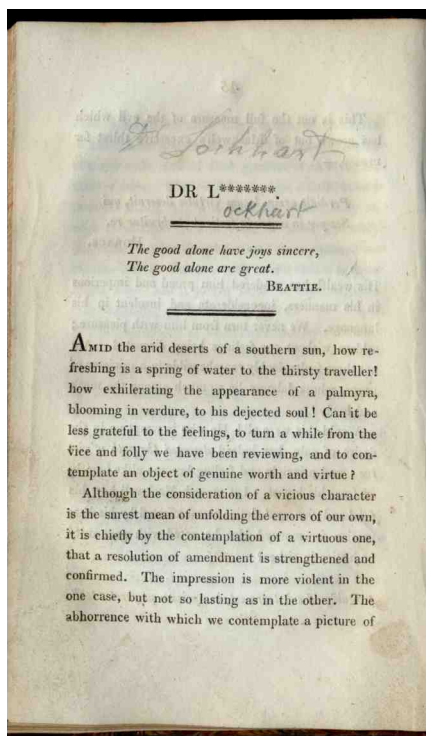 Dr Lockhart
DR L*******.
ockhart
The good alone have joys sincere,
The good alone are great.
BEATTIE.
AMID the arid deserts of a southern sun, how re-
freshing is a spring of water to the thirsty traveller!
how exhilerating the appearance of a palmyra,
blooming in verdure, to his dejected soul! Can it be
less grateful to the feelings, to turn a while from the
vice and folly we have been reviewing, and to con-
template an object of genuine worth and virtue?
Although the consideration of a vicious character
is the surest mean of unfolding the errors of our own,
it is chiefly by the contemplation of a virtuous one,
that a resolution of amendment is strengthened and
confirmed. The impression is more violent in the
one case, but not so lasting as in the other. The
abhorrence with which we contemplate a picture of